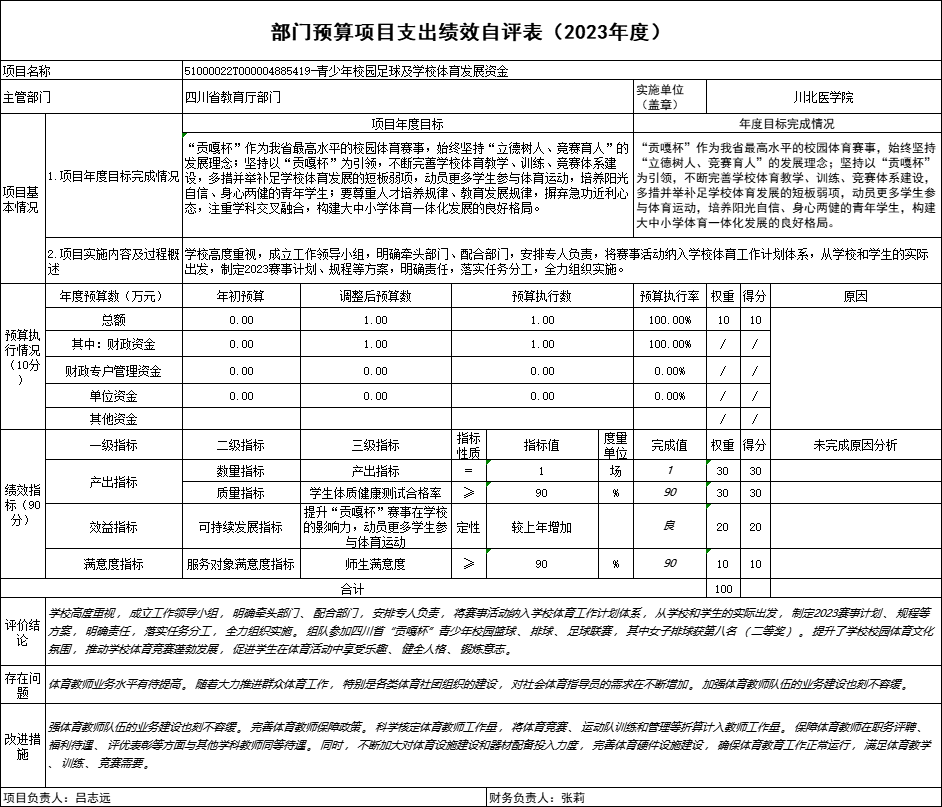 部门预算项目支出绩效自评表（2023年度）
项目名称 51000022T000004885419-青少年校园足球及学校体育发展资金
主管部门 四川省教育厅部门 实施单位（盖章） 川北医学院
项目基本情况
1.项目年度目标完成情况
项目年度目标 年度目标完成情况
“贡嘎杯”作为我省最高水平的校园体育赛事，始终坚持“立德树人、竞赛育人”的
发展理念；坚持以“贡嘎杯”为引领，不断完善学校体育教学、训练、竞赛体系建
设，多措并举补足学校体育发展的短板弱项，动员更多学生参与体育运动，培养阳光
自信、身心两健的青年学生；要尊重人才培养规律、教育发展规律，摒弃急功近利心
态，注重学科交叉融合，构建大中小学体育一体化发展的良好格局。
“贡嘎杯”作为我省最高水平的校园体育赛事，始终坚持
“立德树人、竞赛育人”的发展理念；坚持以“贡嘎杯”
为引领，不断完善学校体育教学、训练、竞赛体系建设，
多措并举补足学校体育发展的短板弱项，动员更多学生参
与体育运动，培养阳光自信、身心两健的青年学生，构建
大中小学体育一体化发展的良好格局。
2.项目实施内容及过程概述
学校高度重视，成立工作领导小组，明确牵头部门、配合部门，安排专人负责，将赛事活动纳入学校体育工作计划体系，从学校和学生的实际
出发，制定2023赛事计划、规程等方案，明确责任，落实任务分工，全力组织实施。
预算执行情况（10分）
年度预算数（万元） 年初预算 调整后预算数 预算执行数 预算执行率 权重 得分 原因
总额 0.00 1.00 1.00 100.00% 10 10
其中：财政资金 0.00 1.00 1.00 100.00% / /
财政专户管理资金 0.00 0.00 0.00 0.00% / /
单位资金 0.00 0.00 0.00 0.00% / /
其他资金 / /
绩效指标（90分）
一级指标 二级指标 三级指标 指标性质 指标值 度量单位 完成值 权重 得分 未完成原因分析
产出指标 数量指标 产出指标 ＝ 1 场 1 30 30
质量指标 学生体质健康测试合格率 ≥ 90 % 90 30 30
效益指标 可持续发展指标 提升“贡嘎杯”赛事在学校的影响力，动员更多学生参与体育运动 定性 较上年增加 良 20 20
满意度指标 服务对象满意度指标 师生满意度 ≥ 90 % 90 10 10
合计 100
评价结论
学校高度重视，成立工作领导小组，明确牵头部门、配合部门，安排专人负责，将赛事活动纳入学校体育工作计划体系，从学校和学生的实际出发，制定2023赛事计划、规程等
方案，明确责任，落实任务分工，全力组织实施。组队参加四川首“贡嘎杯”青少年校园篮球、排球、足球联赛，其中女子排球获第八名（二等奖）。提升了学校校园体育文化
氛围，推动学校体育竞赛蓬勃发展，促进学生在体育活动中享受乐趣、健全人格、锻炼意志。
存在问题
体育教师业务水平有待提高。随着大力推进群众体育工作，特别是各类体育社团组织的建设，对社会体育指导员的需求在不断增加。加强体育教师队伍的业务建设也刻不容缓。
改进措施
强体育教师队伍的业务建设也刻不容缓。完善体育教师保障政策。科学核定体育教师工作量，将体育竞赛、运动队训练和管理等折算计入教师工作量。保障体育教师在职务评聘、
福利待遇、评优表彰等方面与其他学科教师同等待遇。同时，不断加大对体育设施建设和器材配备投入力度，完善体育硬件设施建设，确保体育教育工作正常运行，满足体育教学
、训练、竞赛需要。
项目负责人：吕志远 财务负责人：张莉